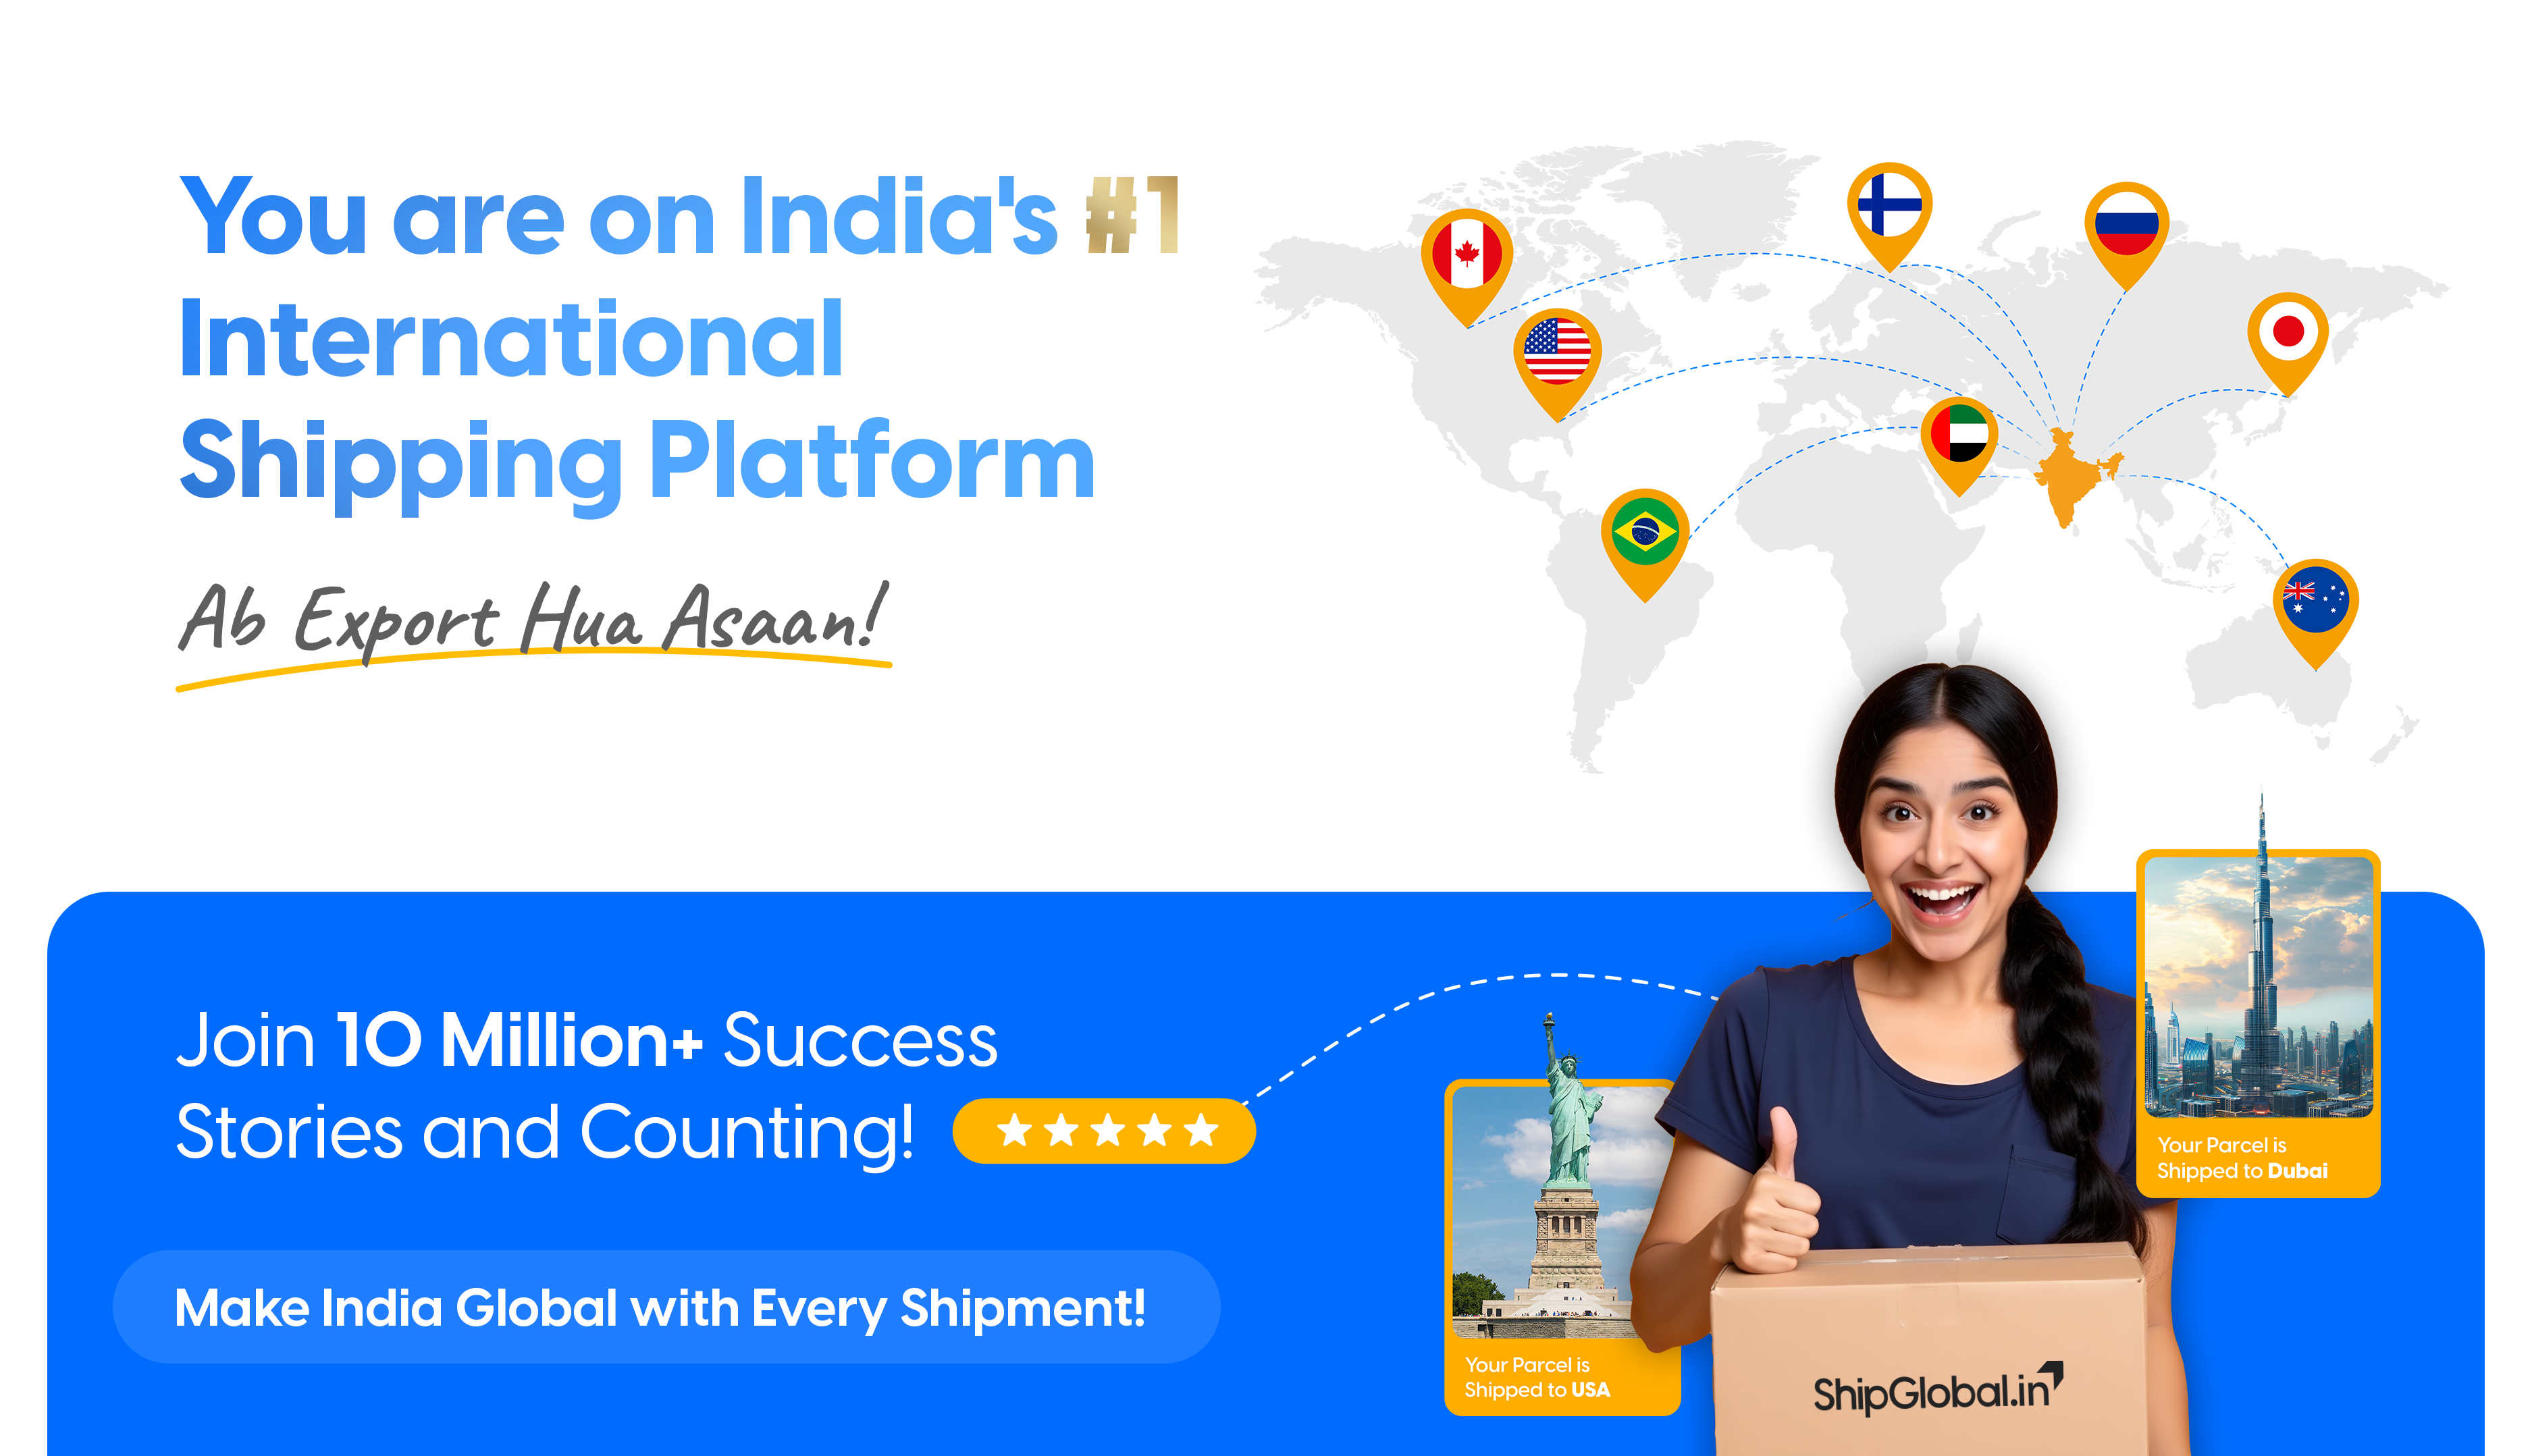 You are on India's #1
International
Shipping Platform
Ab Export Hua Asaan!
Join 10 Million+ Success
Stories and Counting!
Make India Global with Every Shipment!
Your Parcel is
Shipped to USA
Your Parcel is
Shipped to Dubai
ShipGlobal.in